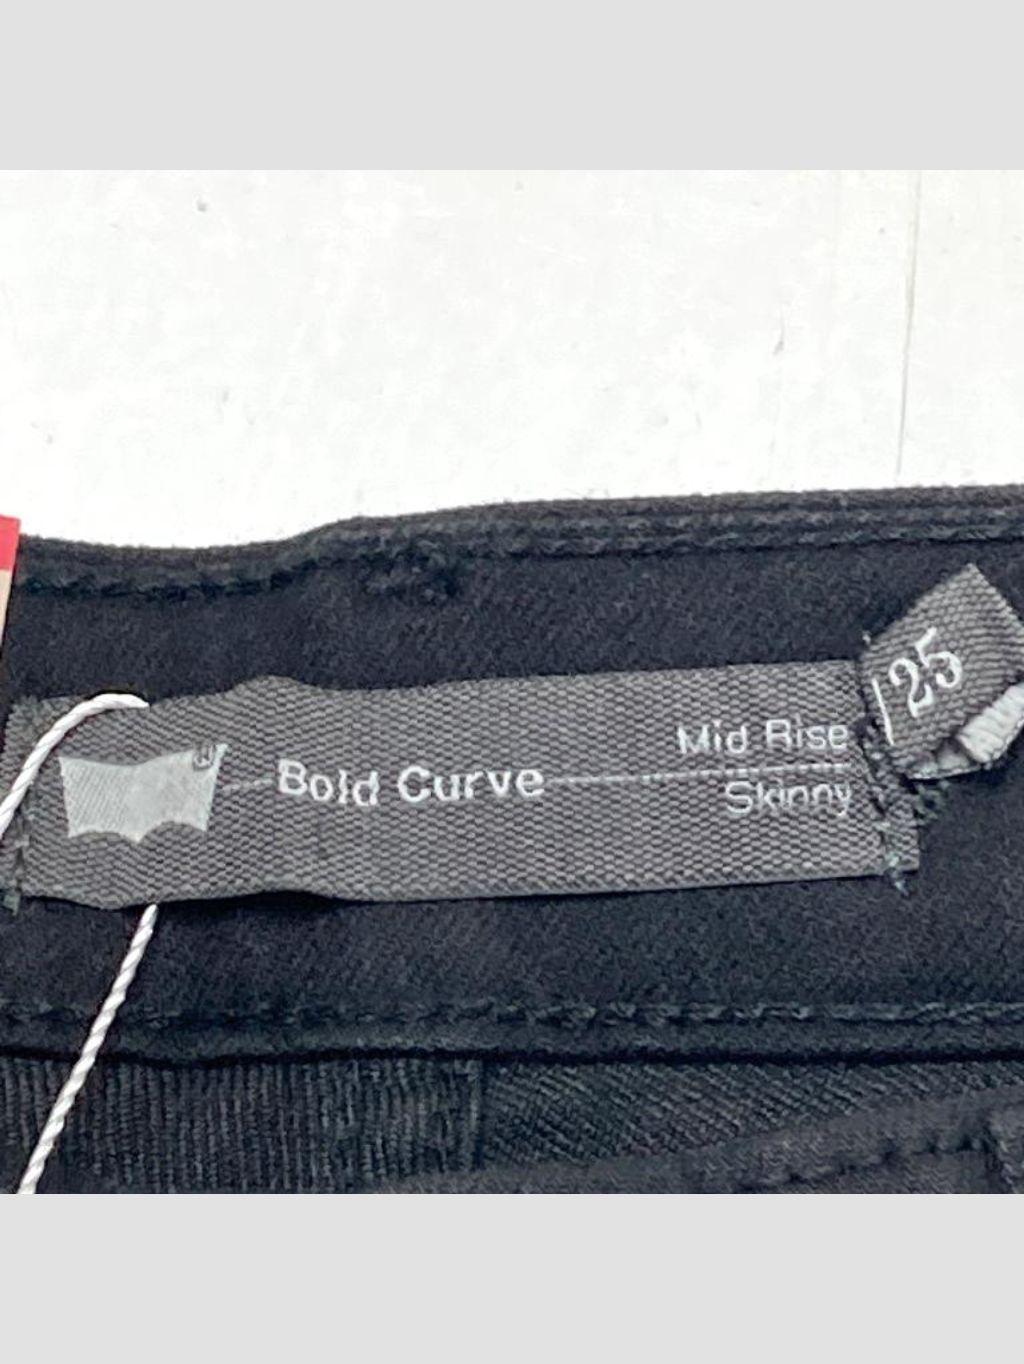 Bold Curve
Mid Rise
Skinny
25